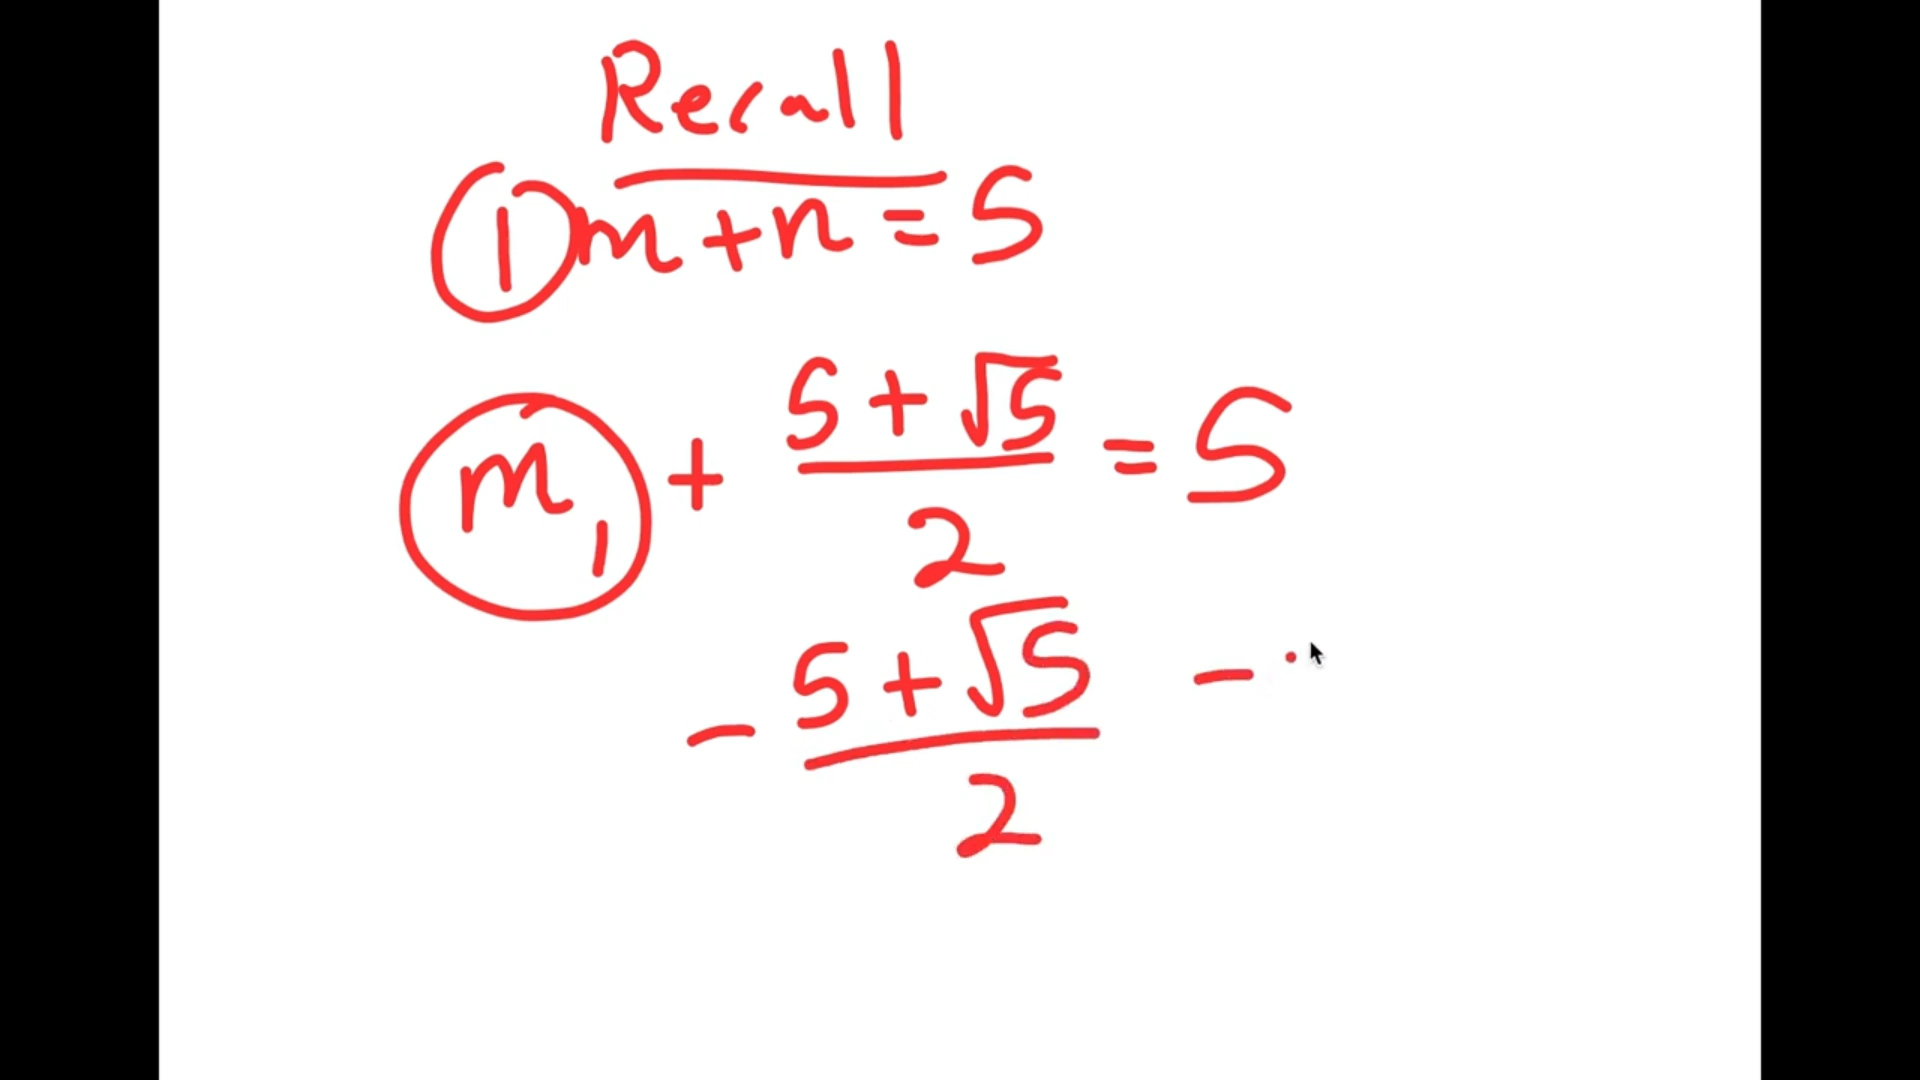 Recall
① m + n = 5
m₁ + (5 + √5)/2 = 5
- (5 + √5)/2 -